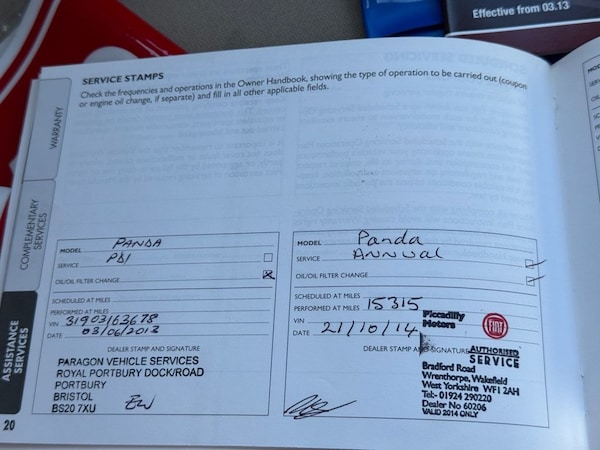 Effective from 03.13
SERVICE STAMPS
Check the frequencies and operations in the Owner Handbook, showing the type of operation to be carried out (coupon
or engine oil change, if separate) and fill in all other applicable fields.
WARRANTY
COMPLEMENTARY
SERVICES
ASSISTANCE
SERVICES
MODEL PANDA
SERVICE PDI
OIL/OIL FILTER CHANGE
SCHEDULED AT MILES
PERFORMED AT MILES
VIN 31903163678
DATE 03/06/2013
DEALER STAMP AND SIGNATURE
PARAGON VEHICLE SERVICES
ROYAL PORTBURY DOCK/ROAD
PORTBURY
BRISTOL
BS20 7XU
MODEL Panda
SERVICE Annual
OIL/OIL FILTER CHANGE
SCHEDULED AT MILES
PERFORMED AT MILES 15315
VIN
DATE 21/10/14
DEALER STAMP AND SIGNATURE
Piccadilly
Motors
FIAT
AUTHORISED
SERVICE
Bradford Road
Wrenthorpe, Wakefield
West Yorkshire WF1 2AH
Tel:- 01924 290220
Dealer No 60206
VALID 2014 ONLY
20